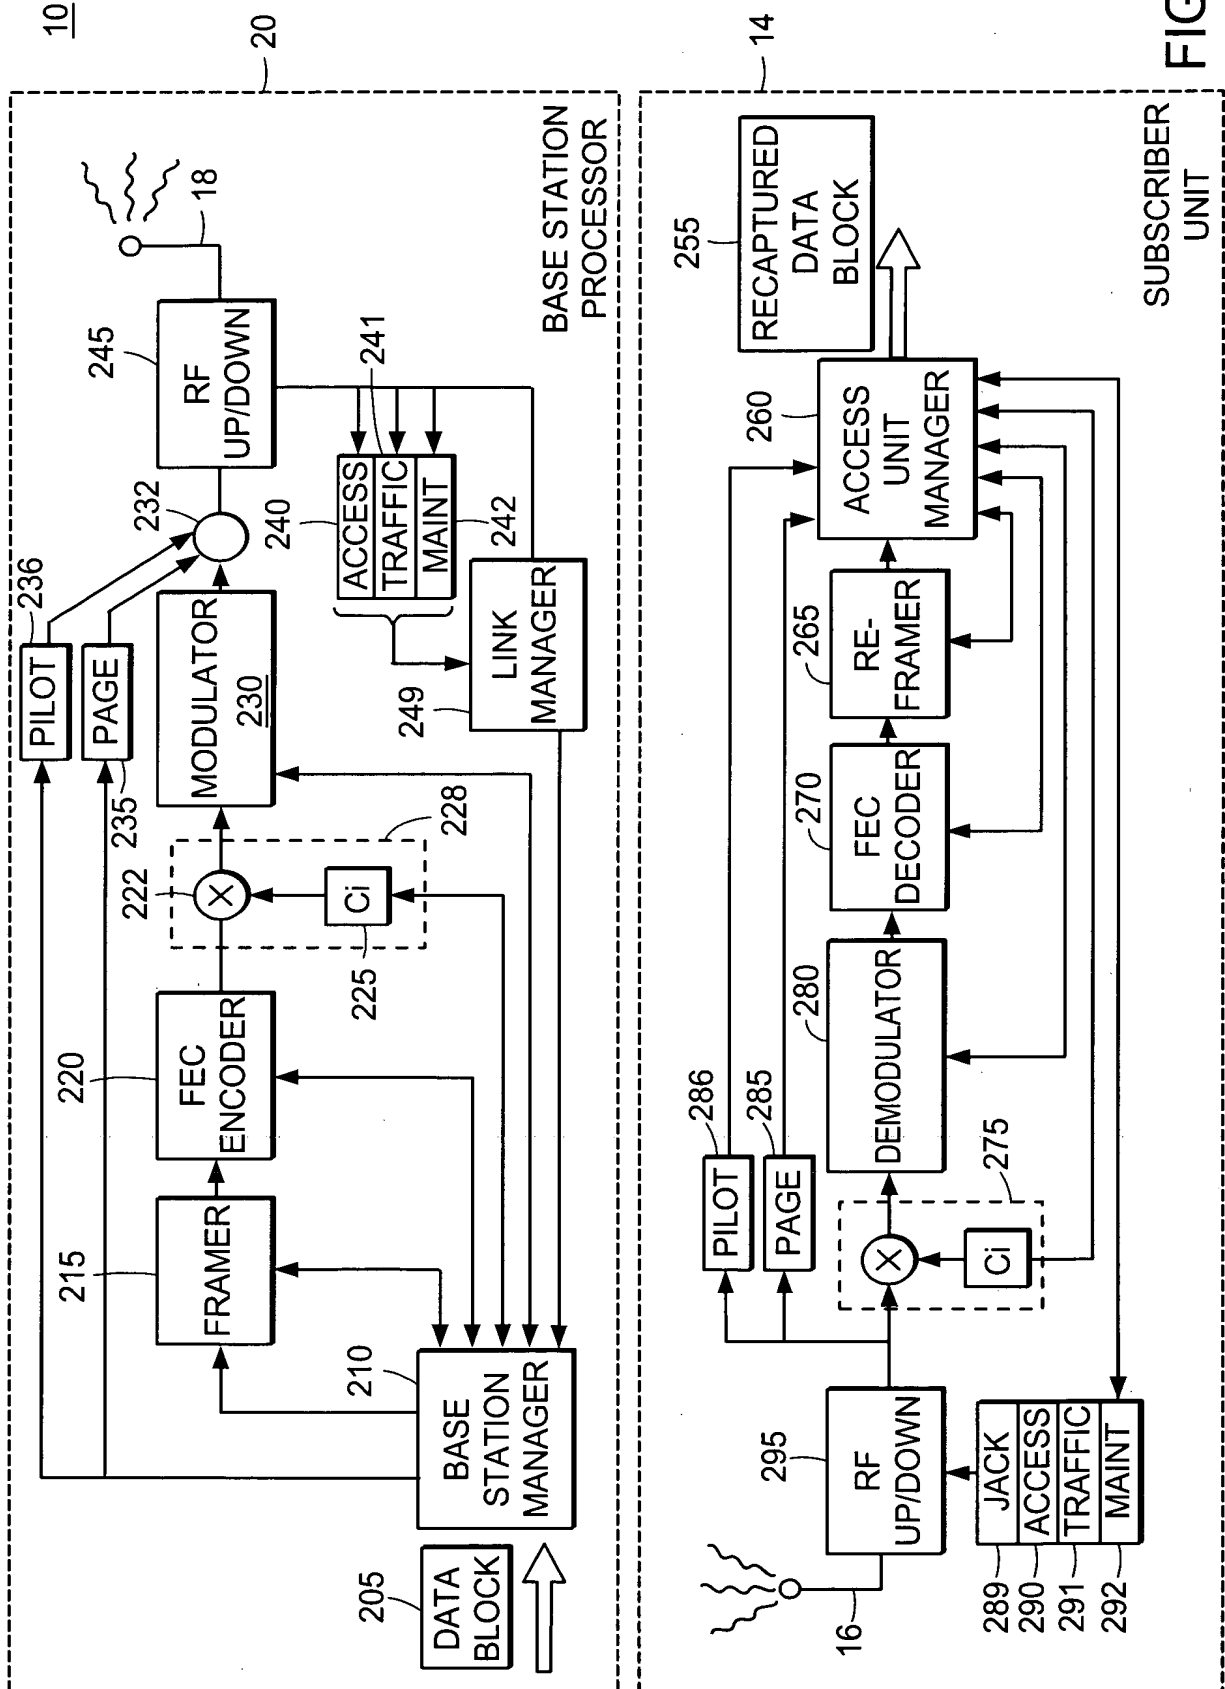 10
20
BASE STATION
PROCESSOR
236
PILOT
PAGE
235
205
DATA
BLOCK
210
BASE
STATION
MANAGER
215
FRAMER
220
FEC
ENCODER
222
X
225
Ci
228
MODULATOR
230
232
245
RF
UP/DOWN
18
240
241
242
ACCESS
TRAFFIC
MAINT
249
LINK
MANAGER
14
SUBSCRIBER
UNIT
16
295
RF
UP/DOWN
289
290
291
292
JACK
ACCESS
TRAFFIC
MAINT
286
PILOT
285
PAGE
275
X
Ci
280
DEMODULATOR
270
FEC
DECODER
265
RE-
FRAMER
260
ACCESS
UNIT
MANAGER
255
RECAPTURED
DATA
BLOCK
FIG